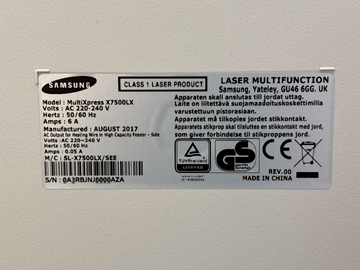 SAMSUNG
CLASS 1 LASER PRODUCT
LASER MULTIFUNCTION
Samsung, Yateley, GU46 6GG. UK
Model : MultiXpress X7500LX
Volts : AC 220-240 V
Hertz : 50/60 Hz
Amps : 6 A
Manufactured : AUGUST 2017
AC Output for Heating Wire in High Capacity Feeder - Side
Volts : AC 220-240 V
Hertz : 50/60 Hz
Amps : 0.05 A
M/C : SL-X7500LX/SEE
S/N : 0A3RBJNJ8000AZA
Apparaten skall anslutas till jordat uttag.
Laite on liitettävä suojamaadoituskoskettimilla
varustettuun pistorasiaan.
Apparatet må tilkoples jordet stikkontakt.
Apparatets stikprop skal tilsluttes en stikkontakt med jord,
som giver forbindelse til stikproppens jord.
TÜVRheinland
GS
REV.00
MADE IN CHINA